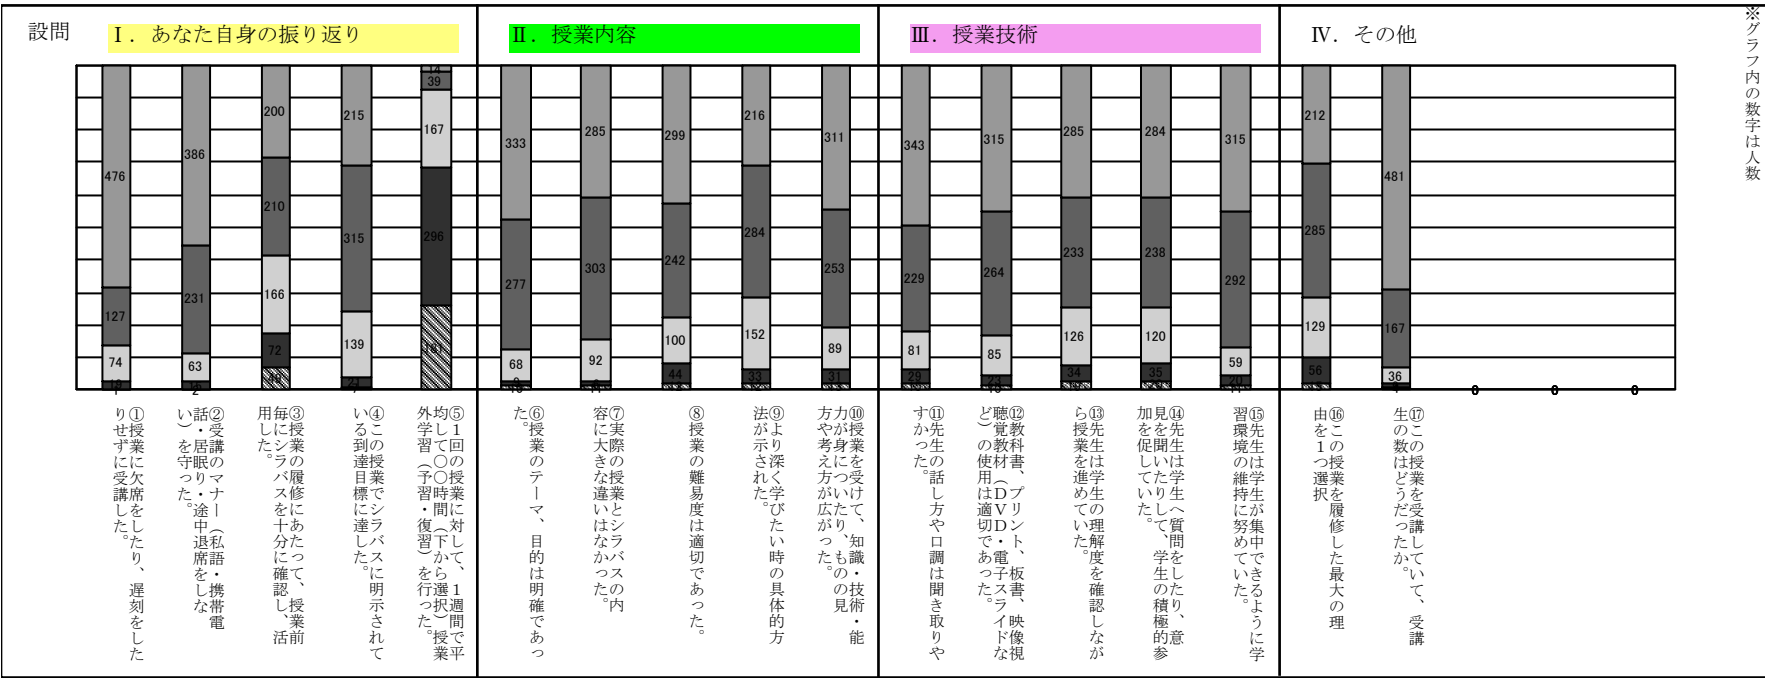 設問
Ⅰ．あなた自身の振り返り
Ⅱ．授業内容
Ⅲ．授業技術
Ⅳ．その他
※グラフ内の数字は人数
476
127
74
386
231
63
200
210
166
72
215
315
139
21
14
39
167
296
181
333
277
68
285
303
92
299
242
100
44
216
284
152
33
311
253
89
31
343
229
81
29
315
264
85
23
285
233
126
34
284
238
120
35
315
292
59
20
212
285
129
56
481
167
36
0
0
0
①授業に欠席をしたり、遅刻をした
りせずに受講した。
②受講のマナー（私語・携帯電
話・居眠り・途中退席をしな
い）を守った。
③授業の履修にあたって、授業前
毎にシラバスを十分に確認し、活
用した。
④この授業でシラバスに明示されて
いる到達目標に達した。
⑤１回の授業に対して、１週間で平
均して〇〇時間（下から選択）授業
外学習（予習・復習）を行った。
⑥授業のテーマ、目的は明確であっ
た。
⑦実際の授業とシラバスの内
容に大きな違いはなかった。
⑧授業の難易度は適切であった。
⑨より深く学びたい時の具体的方
法が示された。
⑩授業を受けて、知識・技術・能
力が身についたり、ものの見
方や考え方が広がった。
⑪先生の話し方や口調は聞き取りや
すかった。
⑫教科書、プリント、板書、映像視
聴覚教材（ＤＶＤ・電子スライドな
ど）の使用は適切であった。
⑬先生は学生の理解度を確認しなが
ら授業を進めていた。
⑭先生は学生へ質問をしたり、意
見を聞いたりして、学生の積極的参
加を促していた。
⑮先生は学生が集中できるように学
習環境の維持に努めていた。
⑯この授業を履修した最大の理
由を１つ選択
⑰この授業を受講していて、受講
生の数はどうだったか。